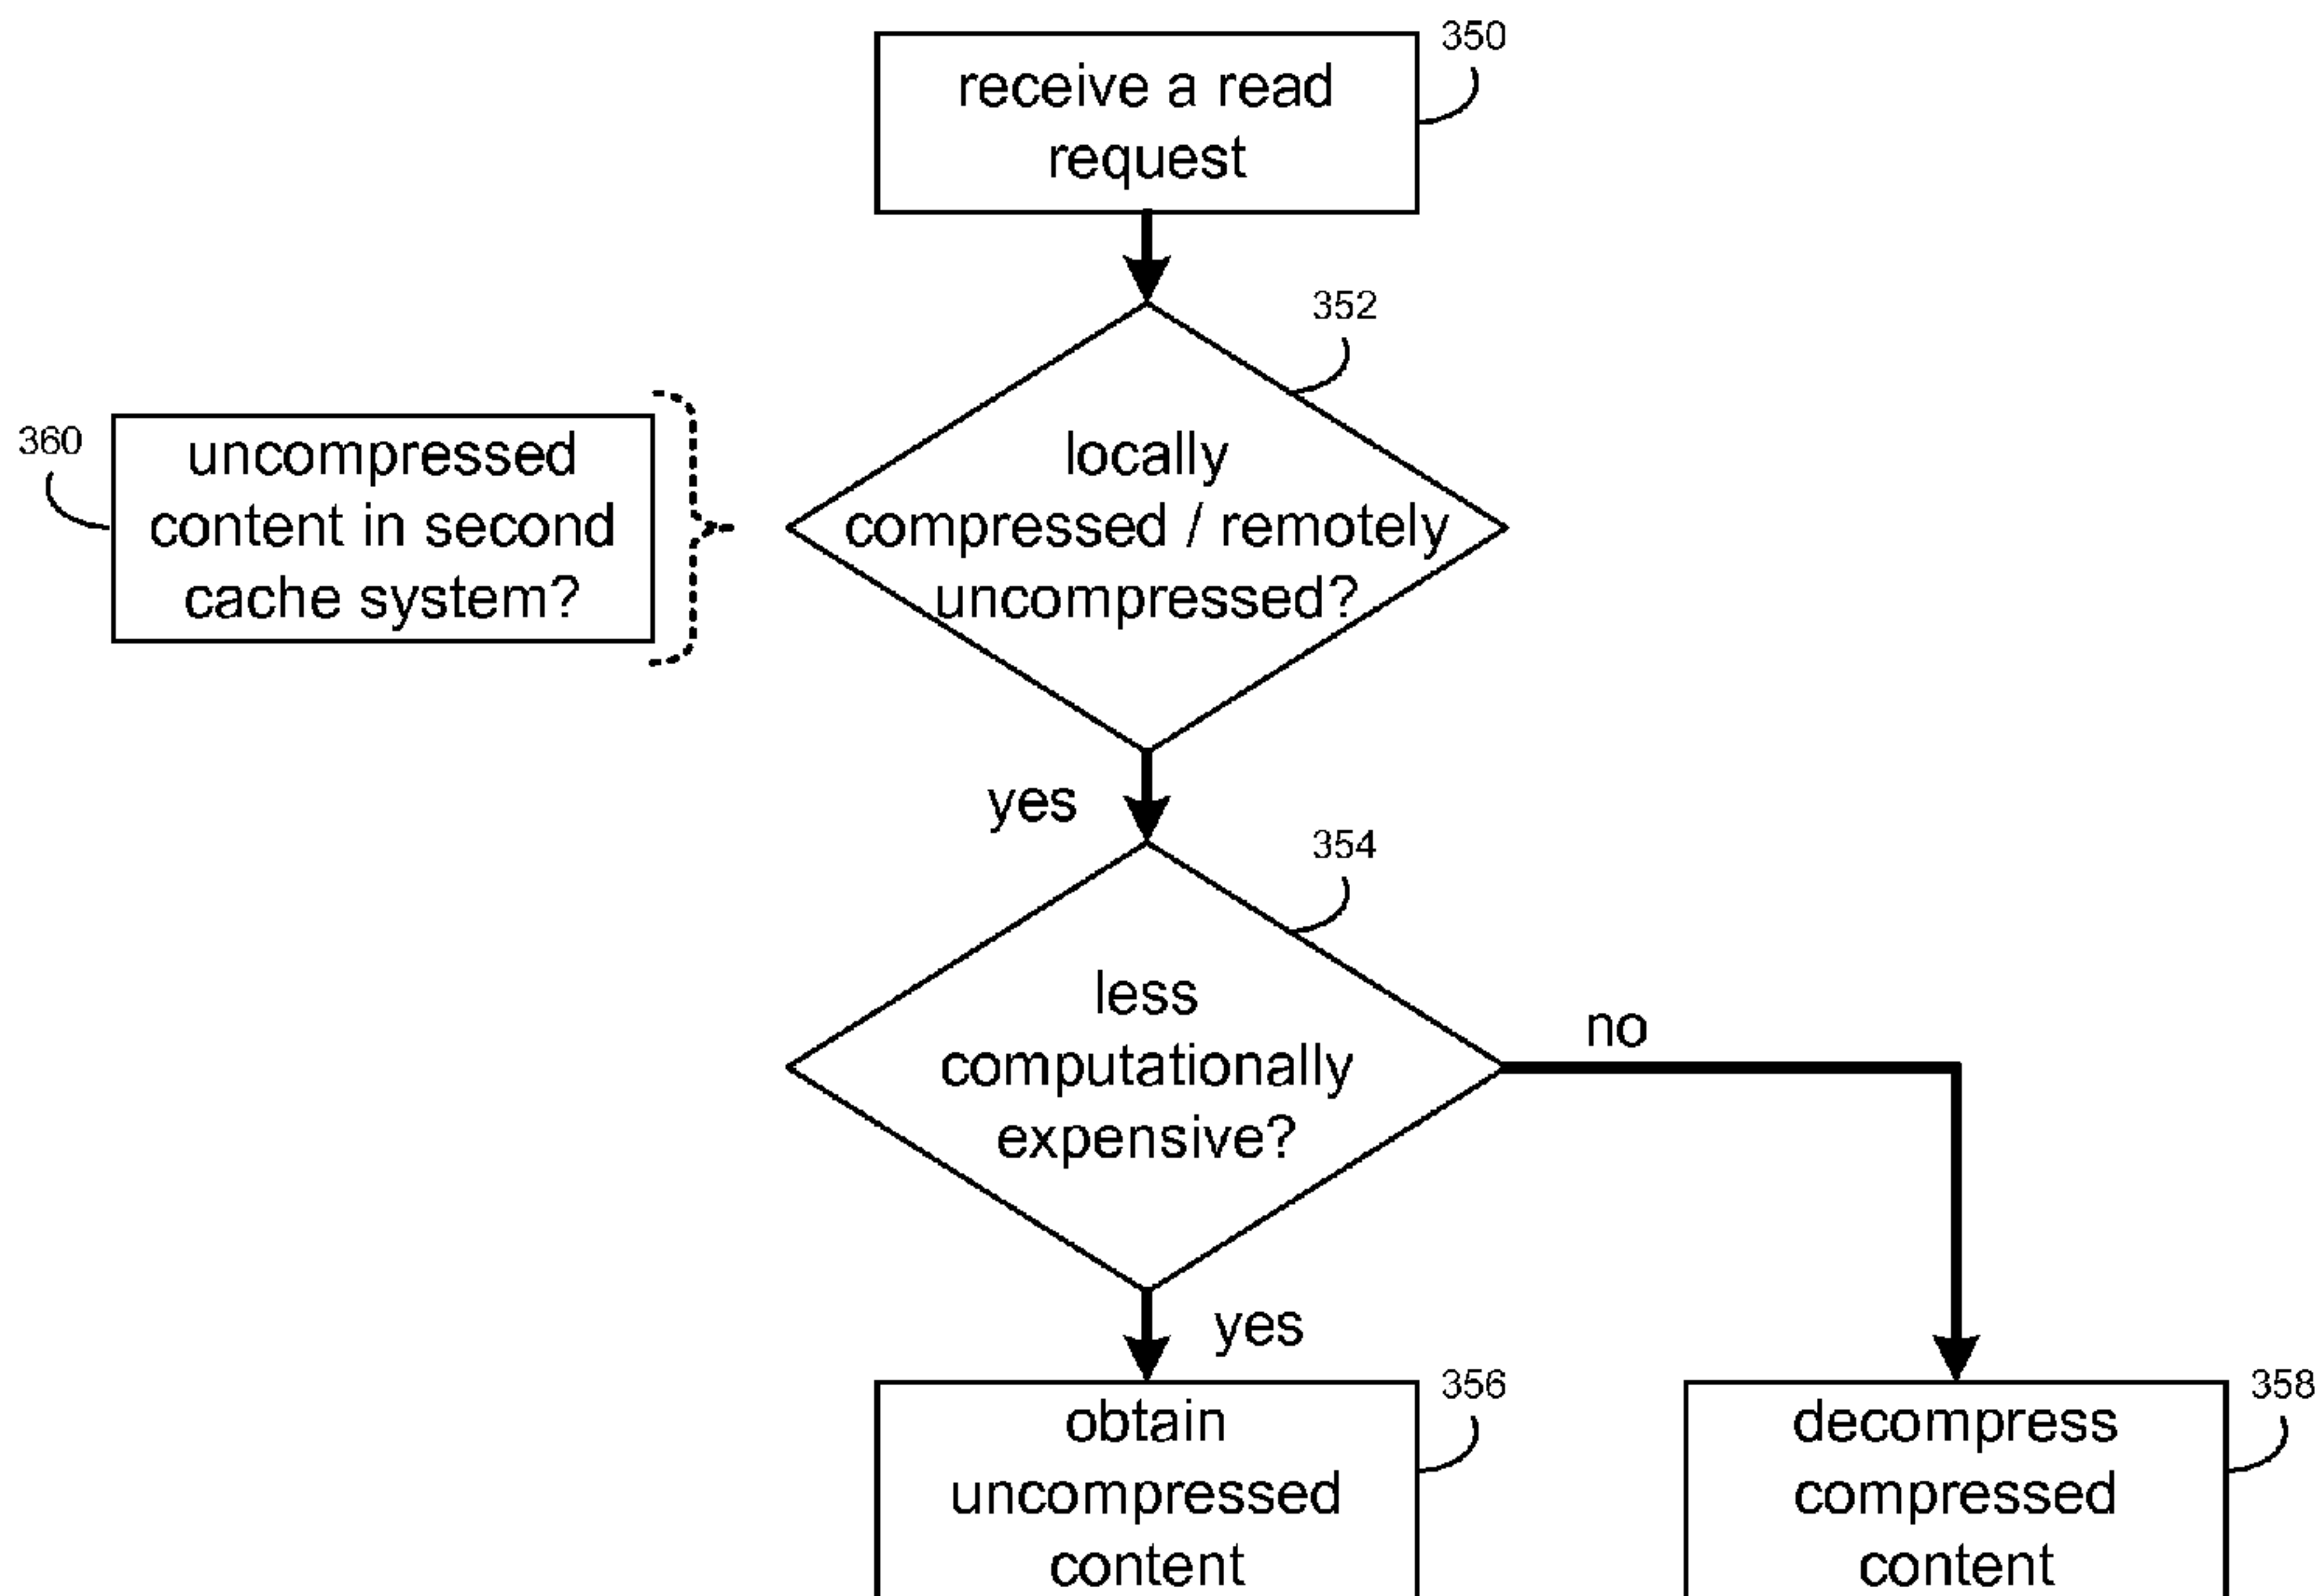 350
receive a read
request
352
360
uncompressed
content in second
cache system?
locally
compressed / remotely
uncompressed?
yes
354
less
computationally
expensive?
no
yes
356
obtain
uncompressed
content
358
decompress
compressed
content